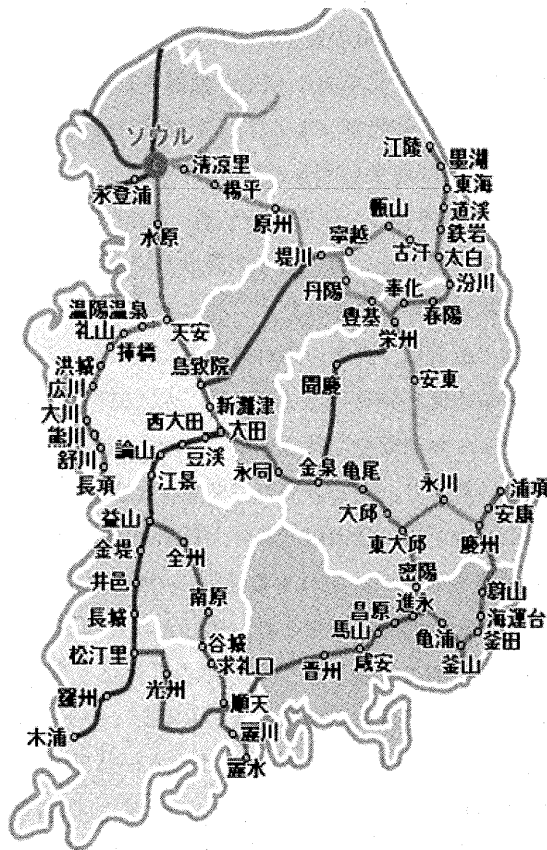 ソウル
清凉里
永登浦
楊平
原州
水原
江陵
墨湖
東海
道渓
鉄岩
太白
汾川
甑山
古汗
寧越
堤川
丹陽
豊基
奉化
春陽
栄州
温陽温泉
礼山
挿橋
天安
洪城
広川
大川
熊川
舒川
長項
鳥致院
新灘津
西大田
大田
豆渓
論山
江景
聞慶
安東
永同
金泉
亀尾
大邱
東大邱
永川
浦項
安康
慶州
益山
金堤
全州
井邑
南原
長城
谷城
求礼口
松汀里
光州
羅州
木浦
順天
麗川
麗水
密陽
進永
昌原
馬山
咸安
晋州
亀浦
釜山
釜田
海運台
蔚山